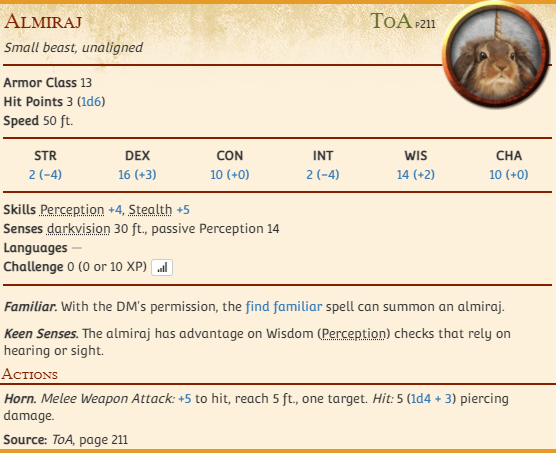 Almiraj ToA p211
Small beast, unaligned
Armor Class 13
Hit Points 3 (1d6)
Speed 50 ft.
STR DEX CON INT WIS CHA
2 (−4) 16 (+3) 10 (+0) 2 (−4) 14 (+2) 10 (+0)
Skills Perception +4, Stealth +5
Senses darkvision 30 ft., passive Perception 14
Languages —
Challenge 0 (0 or 10 XP)
Familiar. With the DM's permission, the find familiar spell can summon an almiraj.
Keen Senses. The almiraj has advantage on Wisdom (Perception) checks that rely on
hearing or sight.
Actions
Horn. Melee Weapon Attack: +5 to hit, reach 5 ft., one target. Hit: 5 (1d4 + 3) piercing
damage.
Source: ToA, page 211